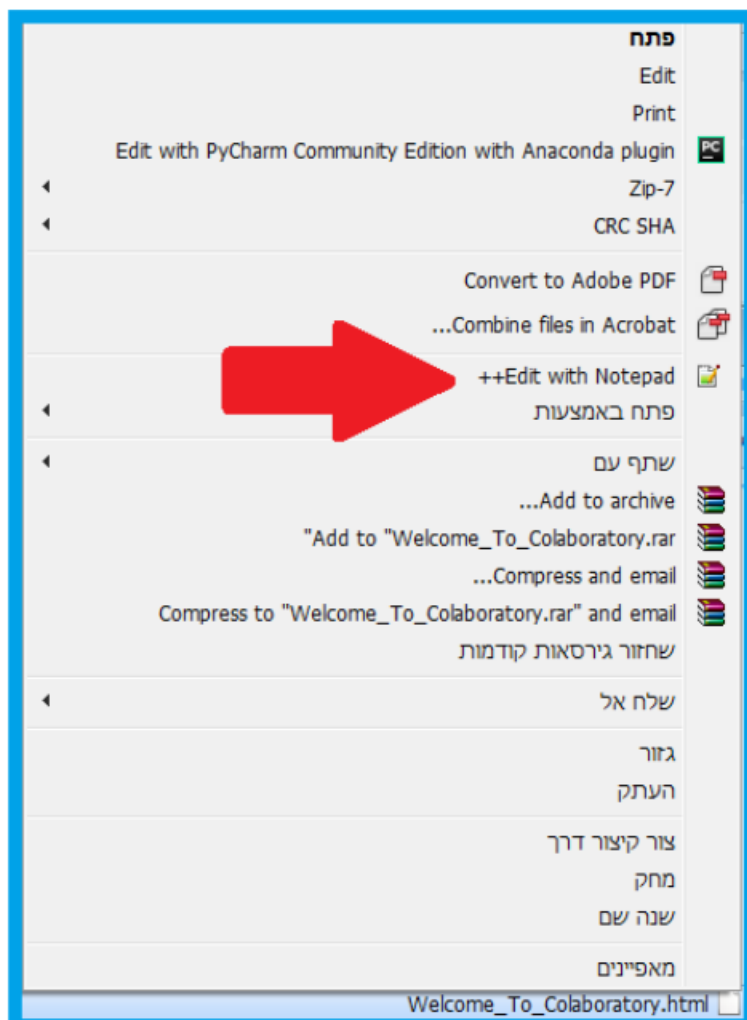 פתח
Edit
Print
Edit with PyCharm Community Edition with Anaconda plugin
Zip-7
CRC SHA
Convert to Adobe PDF
...Combine files in Acrobat
++Edit with Notepad
פתח באמצעות
שתף עם
...Add to archive
"Add to "Welcome_To_Colaboratory.rar
...Compress and email
Compress to "Welcome_To_Colaboratory.rar" and email
שחזור גירסאות קודמות
שלח אל
גזור
העתק
צור קיצור דרך
מחק
שנה שם
מאפיינים
Welcome_To_Colaboratory.html